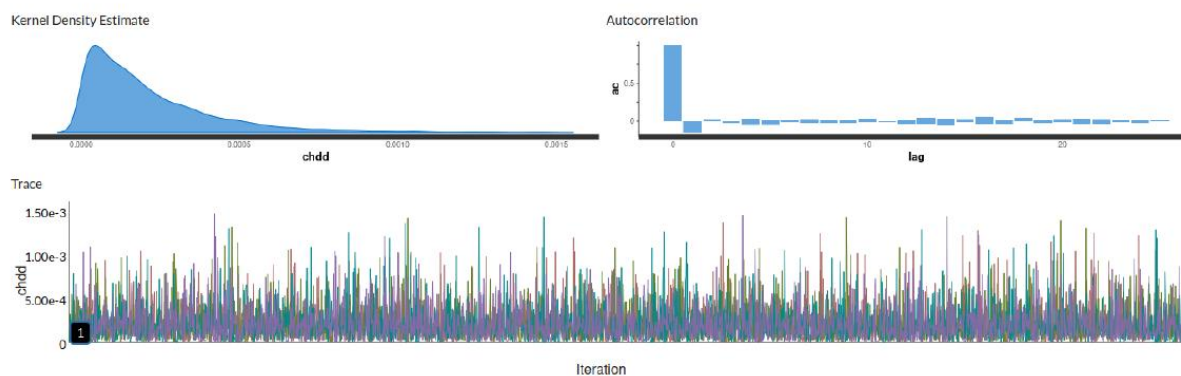 Kernel Density Estimate
Autocorrelation
ac
0.5
0
0.0000 0.0005 0.0010 0.0015
chdd
0 10 20
lag
Trace
1.50e-3
1.00e-3
5.00e-4
0
chdd
1
Iteration